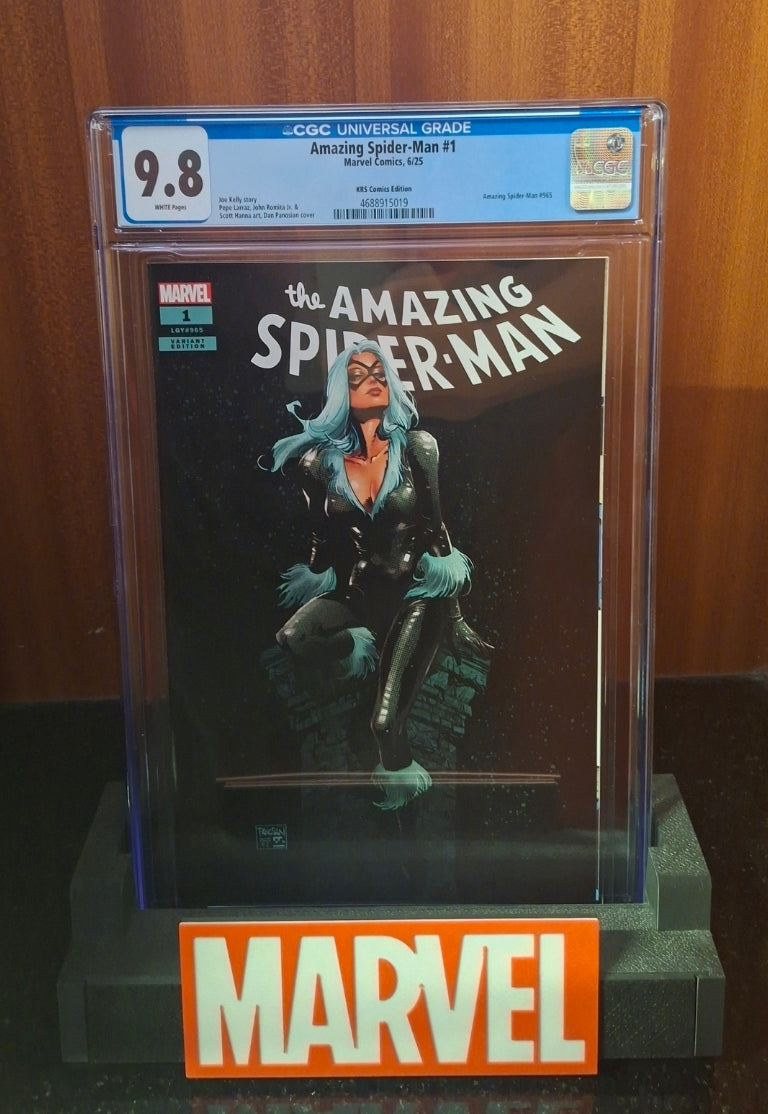 CGC UNIVERSAL GRADE
9.8
WHITE Pages
Amazing Spider-Man #1
Marvel Comics, 6/25
KRS Comics Edition
Joe Kelly story
Pepe Larraz, John Romita Jr. &
Scott Hanna art, Dan Panosian cover
4688915019
Amazing Spider-Man #965
CGC
MARVEL
1
LGY#965
VARIANT
EDITION
the AMAZING
SPIDER-MAN
PANOSIAN
MARVEL